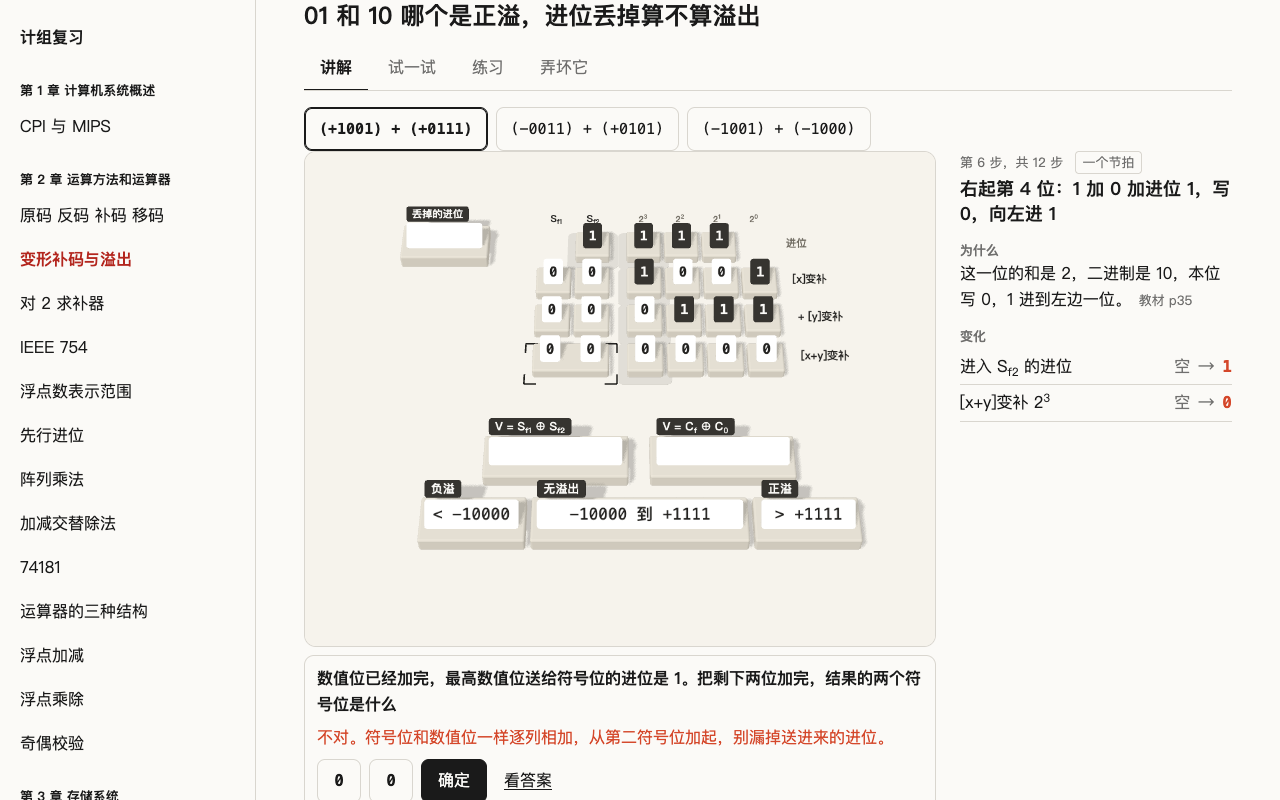 计组复习
第 1 章 计算机系统概述
CPI 与 MIPS
第 2 章 运算方法和运算器
原码 反码 补码 移码
变形补码与溢出
对 2 求补器
IEEE 754
浮点数表示范围
先行进位
阵列乘法
加减交替除法
74181
运算器的三种结构
浮点加减
浮点乘除
奇偶校验
第 3 章 存储系统
01 和 10 哪个是正溢，进位丢掉算不算溢出
讲解 试一试 练习 弄坏它
(+1001) + (+0111) (−0011) + (+0101) (−1001) + (−1000)
丢掉的进位
Sf1 Sf2 2³ 2² 2¹ 2⁰
1 1 1 1 进位
0 0 1 0 0 1 [x]变补
0 0 0 1 1 1 + [y]变补
0 0 0 0 0 0 [x+y]变补
V = Sf1 ⊕ Sf2 V = Cf ⊕ C0
负溢 无溢出 正溢
< −10000 −10000 到 +1111 > +1111
数值位已经加完，最高数值位送给符号位的进位是 1。把剩下两位加完，结果的两个符
号位是什么
不对。符号位和数值位一样逐列相加，从第二符号位加起，别漏掉送进来的进位。
0 0 确定 看答案
第 6 步，共 12 步 一个节拍
右起第 4 位：1 加 0 加进位 1，写
0，向左进 1
为什么
这一位的和是 2，二进制是 10，本位
写 0，1 进到左边一位。 教材 p35
变化
进入 Sf2 的进位 空 → 1
[x+y]变补 2³ 空 → 0